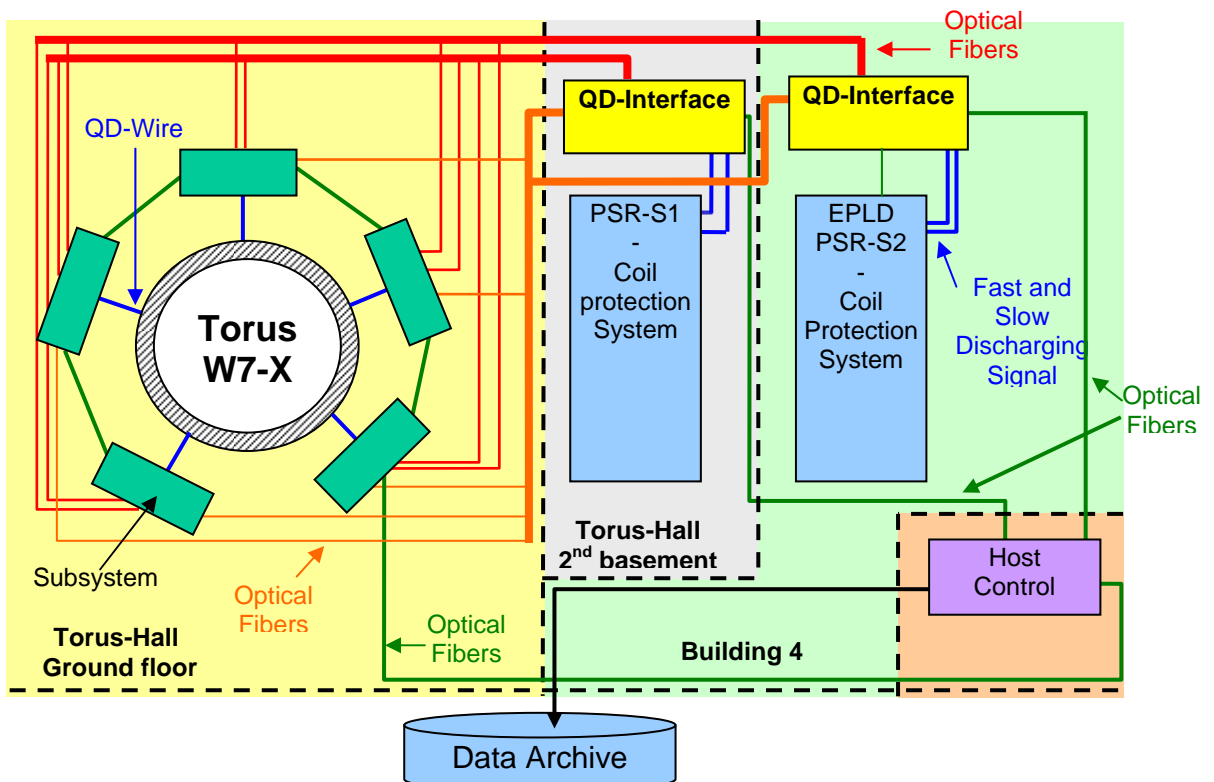 Optical
Fibers
QD-Interface
QD-Interface
QD-Wire
PSR-S1
-
Coil
protection
System
EPLD
PSR-S2
-
Coil
Protection
System
Fast and
Slow
Discharging
Signal
Torus
W7-X
Optical
Fibers
Torus-Hall
2nd basement
Host
Control
Subsystem
Optical
Fibers
Optical
Fibers
Torus-Hall
Ground floor
Building 4
Data Archive